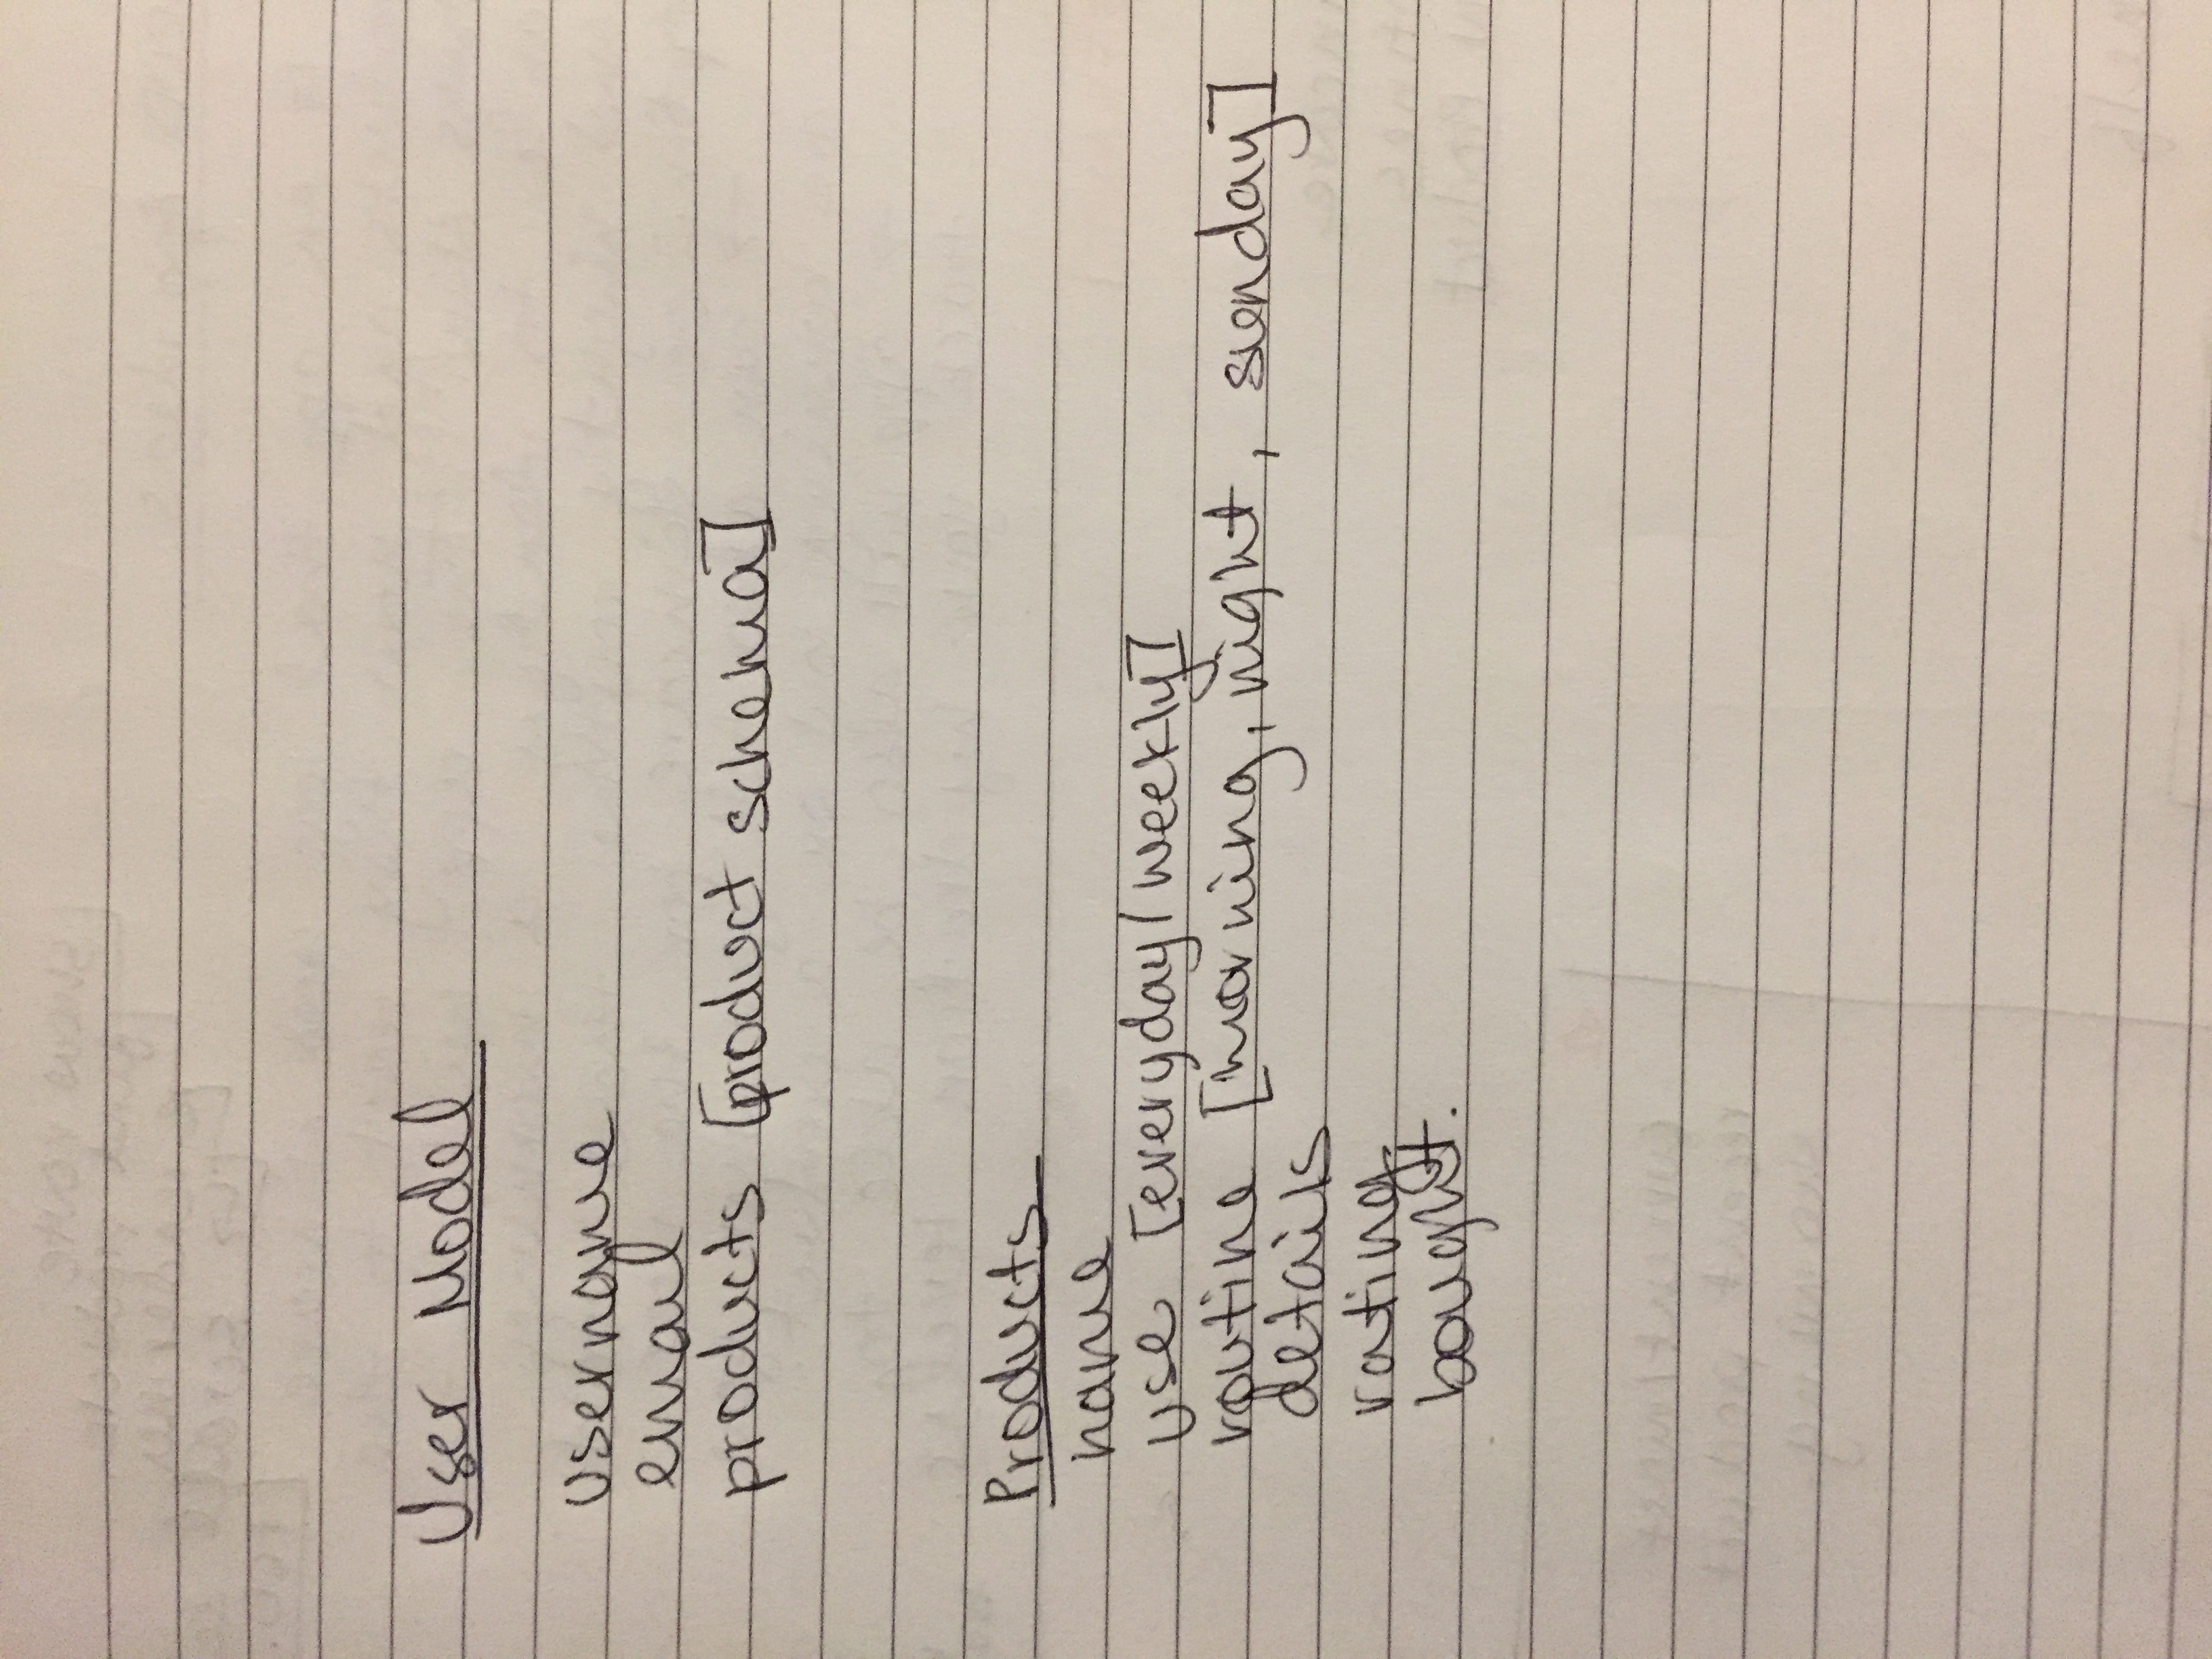 User Model
username
email
products [product schema]
Products
name
use [everyday/weekly]
routine [morning, night, sunday]
details
rating
bought.